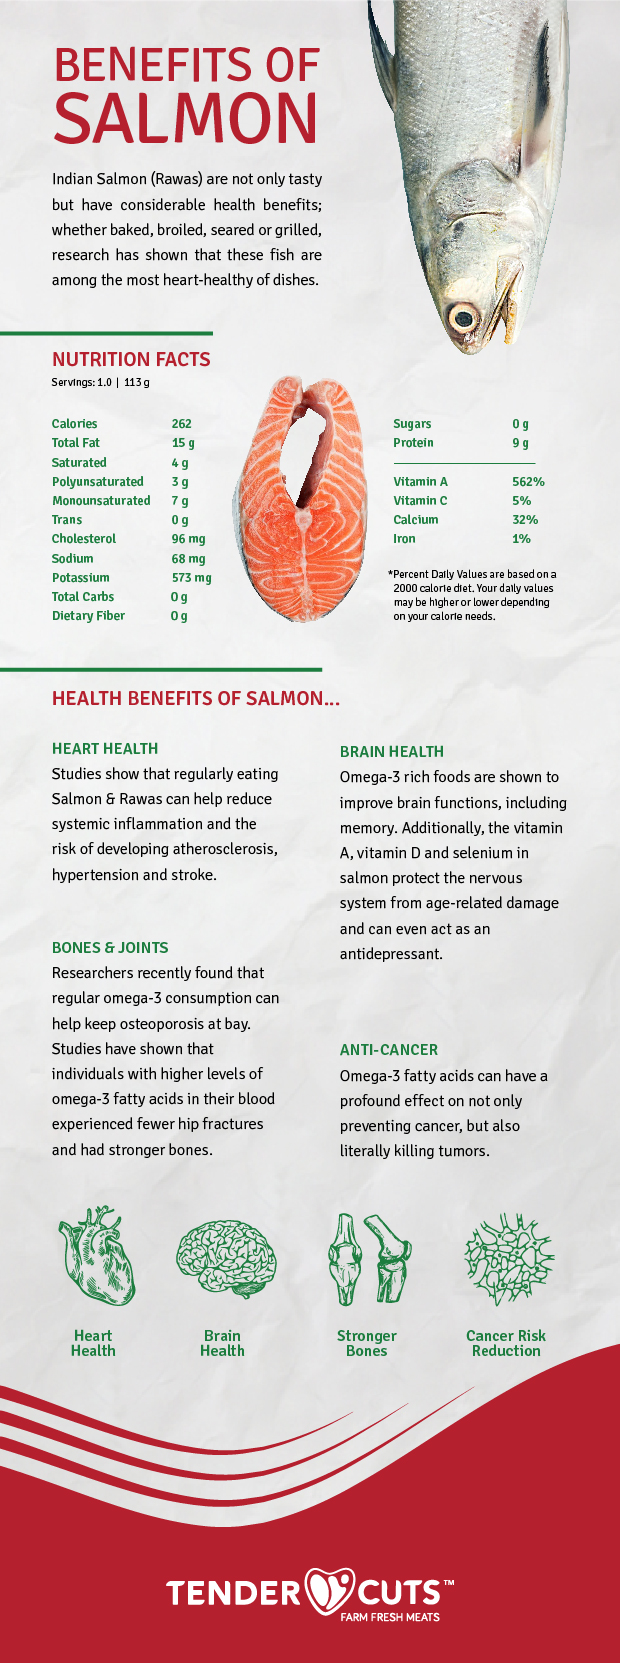 BENEFITS OF
SALMON
Indian Salmon (Rawas) are not only tasty
but have considerable health benefits;
whether baked, broiled, seared or grilled,
research has shown that these fish are
among the most heart-healthy of dishes.
NUTRITION FACTS
Servings: 1.0 | 113 g
Calories 262
Total Fat 15 g
Saturated 4 g
Polyunsaturated 3 g
Monounsaturated 7 g
Trans 0 g
Cholesterol 96 mg
Sodium 68 mg
Potassium 573 mg
Total Carbs 0 g
Dietary Fiber 0 g
Sugars 0 g
Protein 9 g
Vitamin A 562%
Vitamin C 5%
Calcium 32%
Iron 1%
*Percent Daily Values are based on a
2000 calorie diet. Your daily values
may be higher or lower depending
on your calorie needs.
HEALTH BENEFITS OF SALMON...
HEART HEALTH
Studies show that regularly eating
Salmon & Rawas can help reduce
systemic inflammation and the
risk of developing atherosclerosis,
hypertension and stroke.
BONES & JOINTS
Researchers recently found that
regular omega-3 consumption can
help keep osteoporosis at bay.
Studies have shown that
individuals with higher levels of
omega-3 fatty acids in their blood
experienced fewer hip fractures
and had stronger bones.
BRAIN HEALTH
Omega-3 rich foods are shown to
improve brain functions, including
memory. Additionally, the vitamin
A, vitamin D and selenium in
salmon protect the nervous
system from age-related damage
and can even act as an
antidepressant.
ANTI-CANCER
Omega-3 fatty acids can have a
profound effect on not only
preventing cancer, but also
literally killing tumors.
Heart
Health
Brain
Health
Stronger
Bones
Cancer Risk
Reduction
TENDER CUTS™
FARM FRESH MEATS